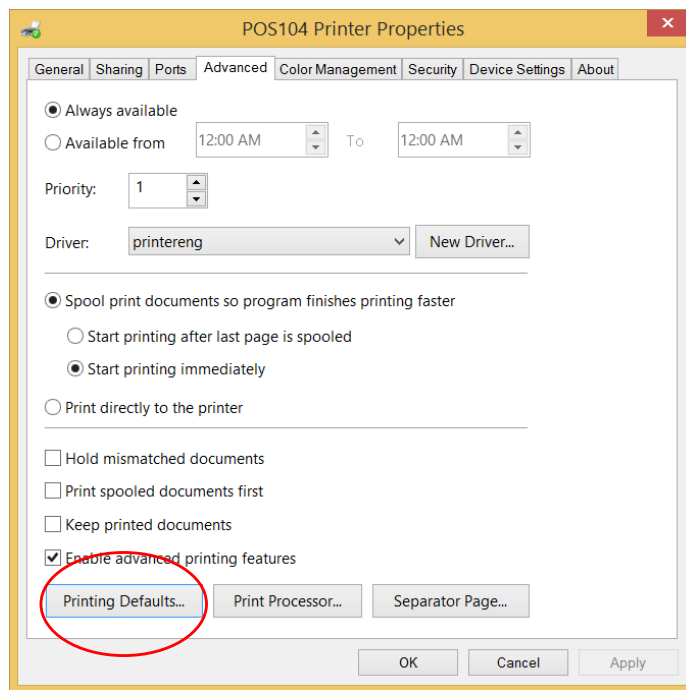 POS104 Printer Properties
General Sharing Ports Advanced Color Management Security Device Settings About
Always available
Available from 12:00 AM To 12:00 AM
Priority: 1
Driver: printereng New Driver...
Spool print documents so program finishes printing faster
Start printing after last page is spooled
Start printing immediately
Print directly to the printer
Hold mismatched documents
Print spooled documents first
Keep printed documents
Enable advanced printing features
Printing Defaults... Print Processor... Separator Page...
OK Cancel Apply